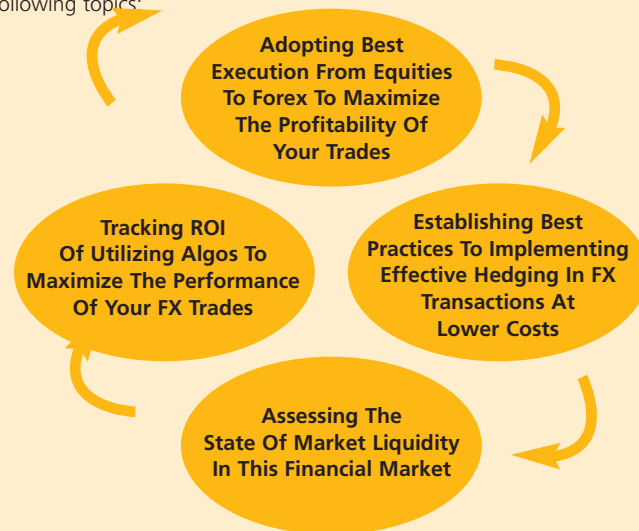 following topics:
Adopting Best
Execution From Equities
To Forex To Maximize
The Profitability Of
Your Trades
Establishing Best
Practices To Implementing
Effective Hedging In FX
Transactions At
Lower Costs
Assessing The
State Of Market Liquidity
In This Financial Market
Tracking ROI
Of Utilizing Algos To
Maximize The Performance
Of Your FX Trades